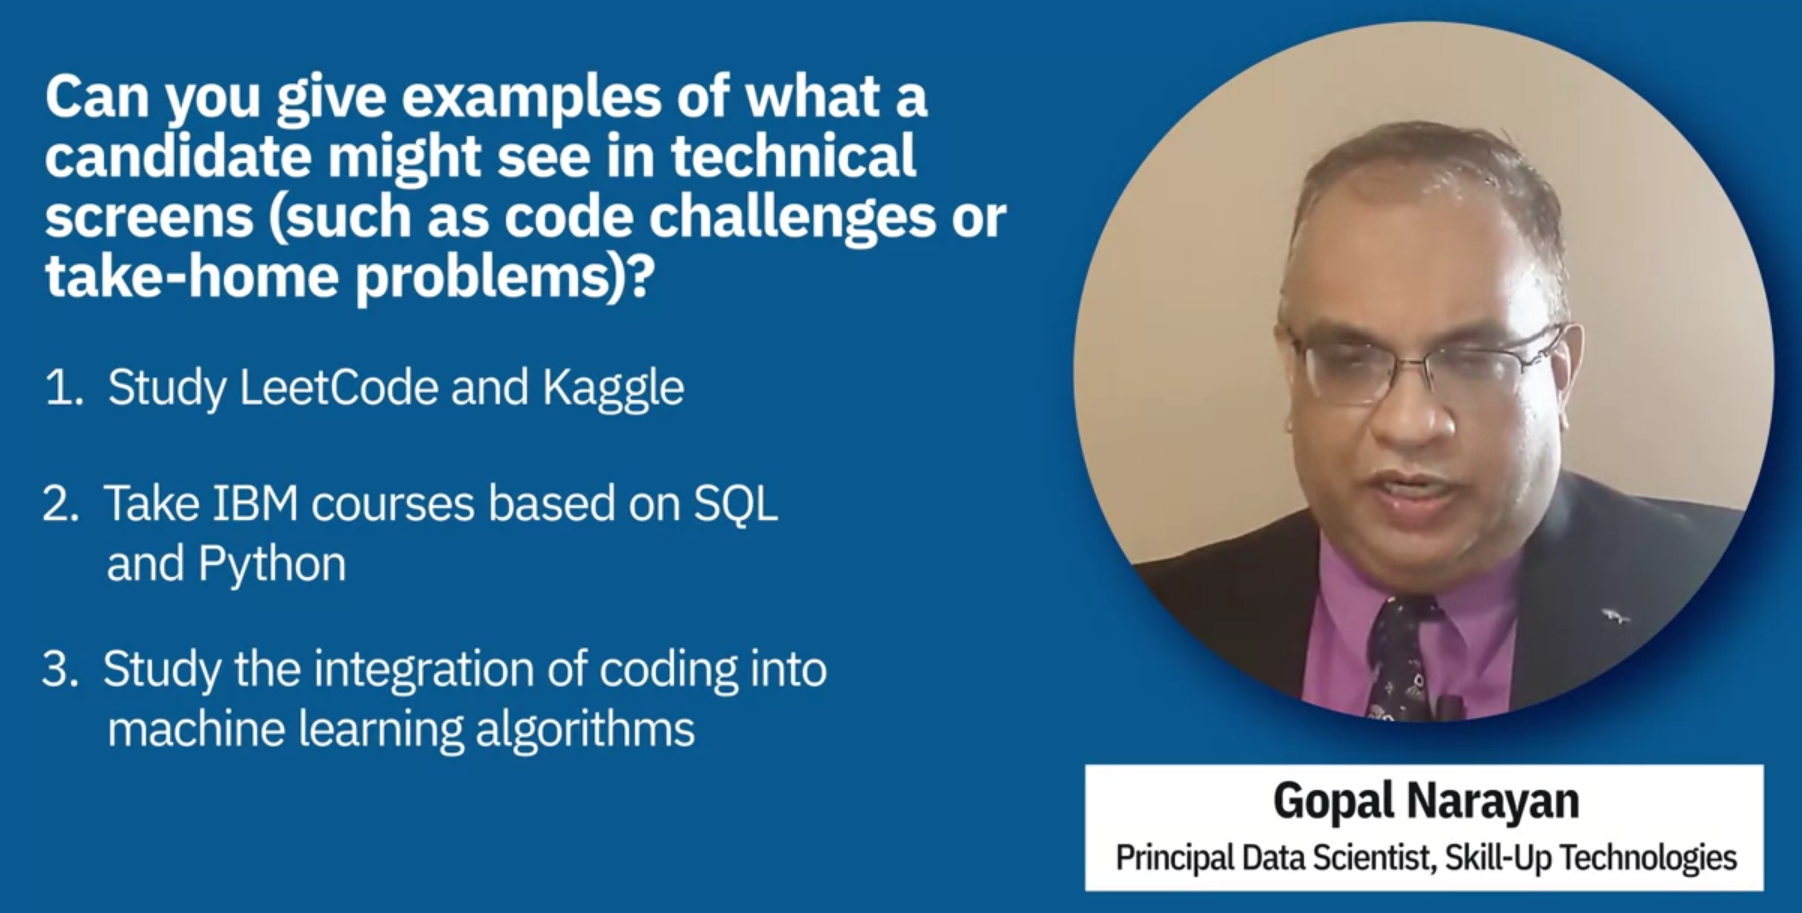 Can you give examples of what a
candidate might see in technical
screens (such as code challenges or
take-home problems)?
1. Study LeetCode and Kaggle
2. Take IBM courses based on SQL
and Python
3. Study the integration of coding into
machine learning algorithms
Gopal Narayan
Principal Data Scientist, Skill-Up Technologies